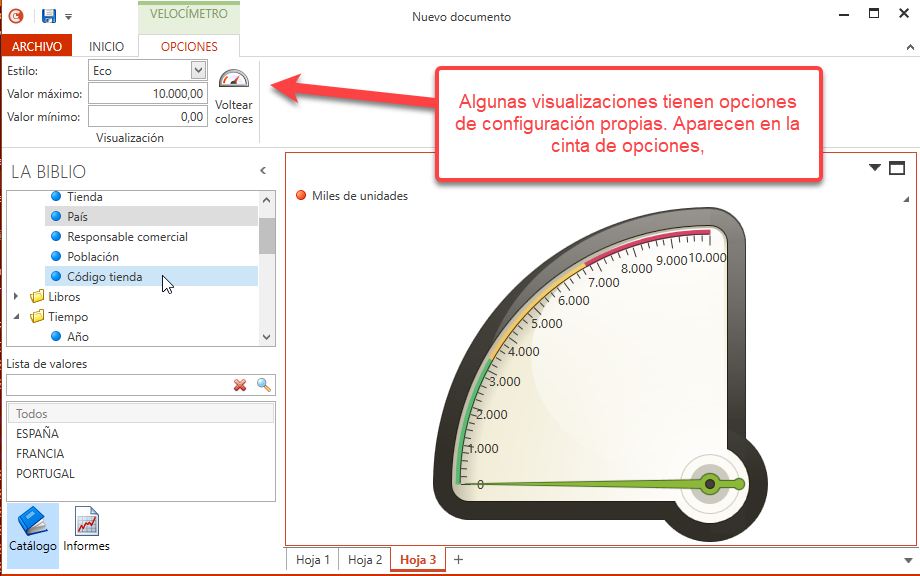 VELOCÍMETRO
Nuevo documento
ARCHIVO
INICIO
OPCIONES
Estilo:
Eco
Valor máximo:
10.000,00
Valor mínimo:
0,00
Voltear
colores
Visualización
Algunas visualizaciones tienen opciones
de configuración propias. Aparecen en la
cinta de opciones,
LA BIBLIO
Tienda
País
Responsable comercial
Población
Código tienda
Libros
Tiempo
Año
Lista de valores
Todos
ESPAÑA
FRANCIA
PORTUGAL
Catálogo
Informes
Miles de unidades
10.000
9.000
8.000
7.000
6.000
5.000
4.000
3.000
2.000
1.000
0
Hoja 1
Hoja 2
Hoja 3
+